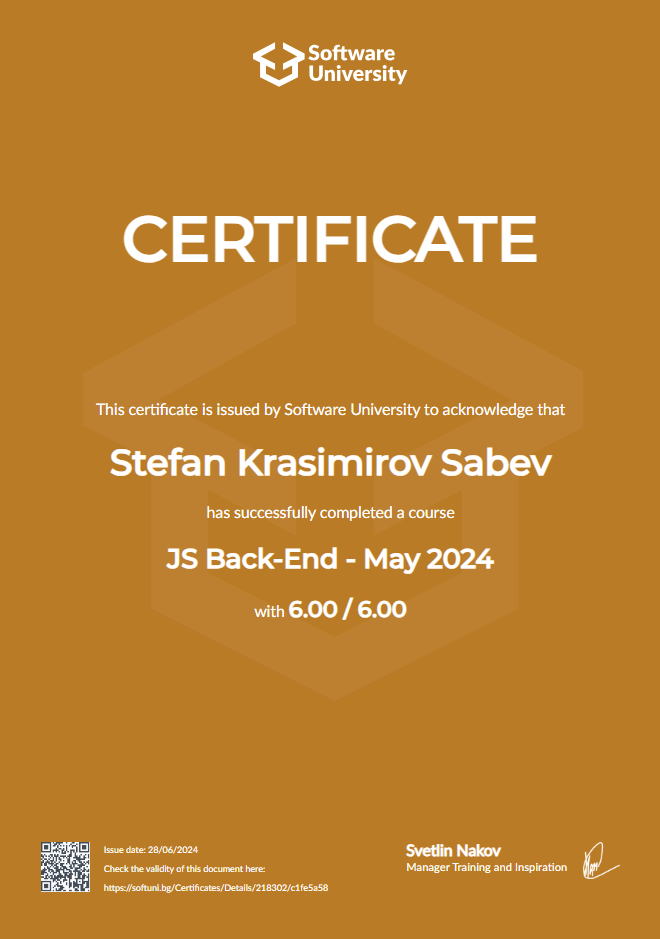 Software
University
CERTIFICATE
This certificate is issued by Software University to acknowledge that
Stefan Krasimirov Sabev
has successfully completed a course
JS Back-End - May 2024
with 6.00 / 6.00
Issue date: 28/06/2024
Check the validity of this document here:
https://softuni.bg/Certificates/Details/218302/c1fe5a58
Svetlin Nakov
Manager Training and Inspiration